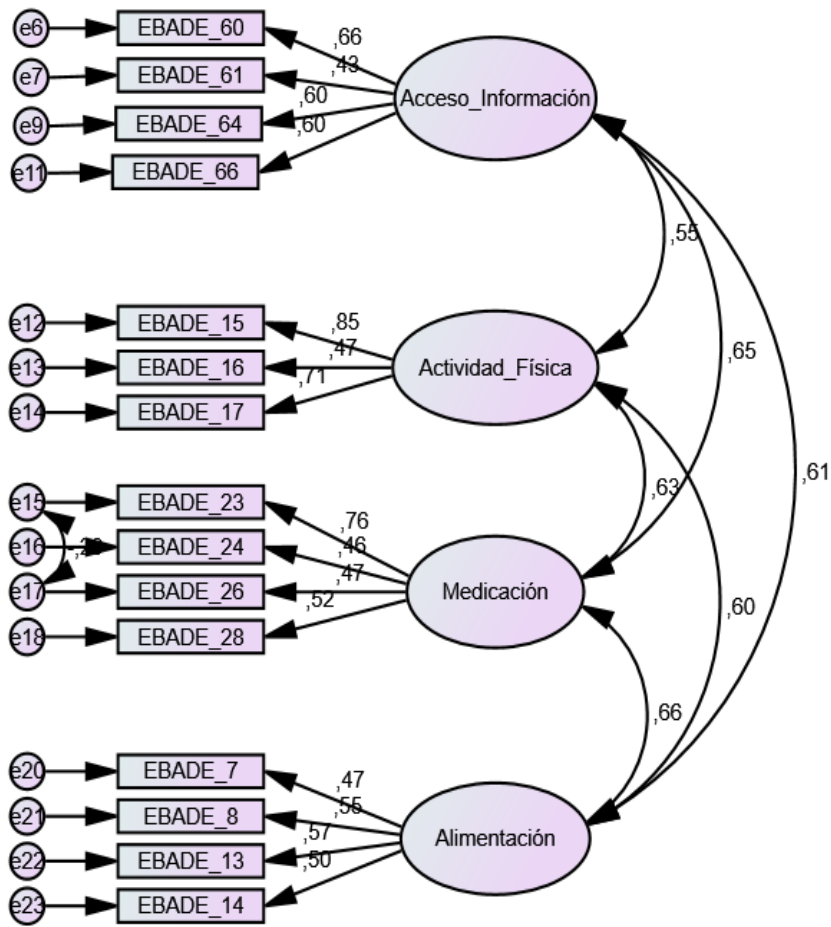 e6 EBADE_60 ,66
e7 EBADE_61 ,43 Acceso_Información
e9 EBADE_64 ,60
e11 EBADE_66 ,60
,55
e12 EBADE_15 ,85
,65
e13 EBADE_16 ,47 Actividad_Física
e14 EBADE_17 ,71
,61
,63
e15 EBADE_23 ,76
e16 EBADE_24 ,46
e17 EBADE_26 ,47 Medicación
,60
e18 EBADE_28 ,52
,66
e20 EBADE_7 ,47
e21 EBADE_8 ,55
Alimentación
e22 EBADE_13 ,57
e23 EBADE_14 ,50